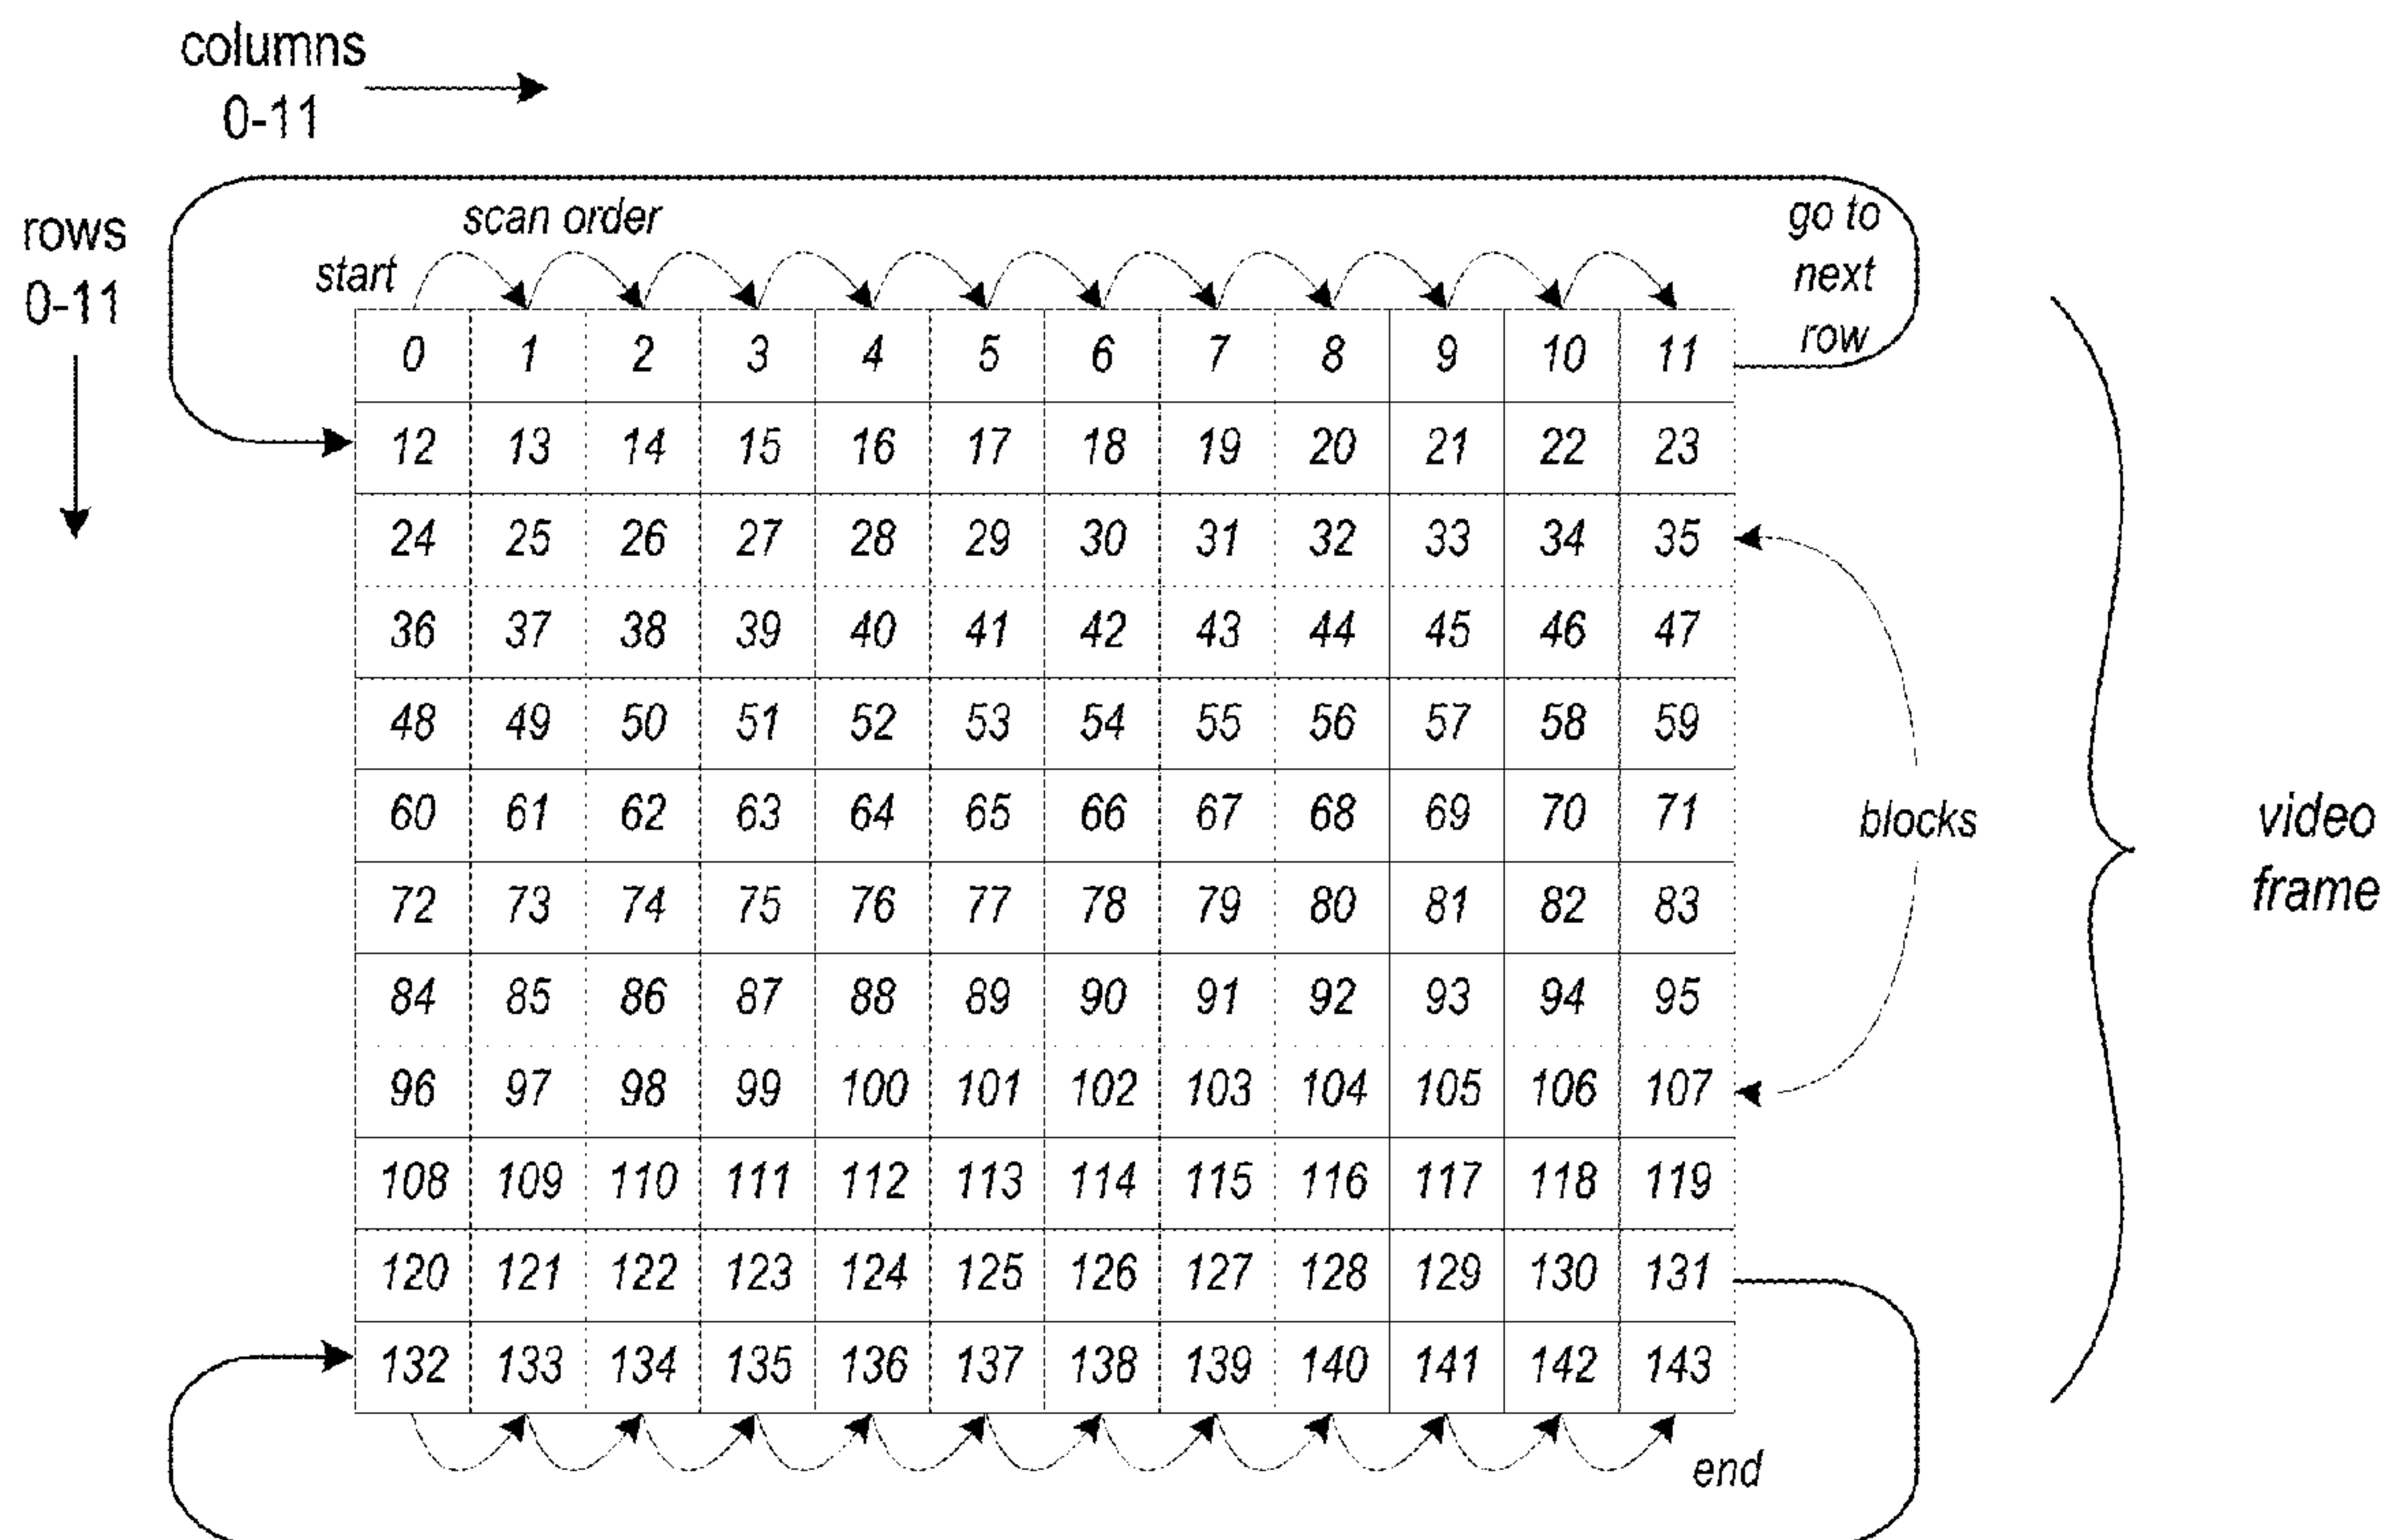 columns
0-11
rows
0-11
scan order
start
go to
next
row
0 1 2 3 4 5 6 7 8 9 10 11
12 13 14 15 16 17 18 19 20 21 22 23
24 25 26 27 28 29 30 31 32 33 34 35
36 37 38 39 40 41 42 43 44 45 46 47
48 49 50 51 52 53 54 55 56 57 58 59
60 61 62 63 64 65 66 67 68 69 70 71
72 73 74 75 76 77 78 79 80 81 82 83
84 85 86 87 88 89 90 91 92 93 94 95
96 97 98 99 100 101 102 103 104 105 106 107
108 109 110 111 112 113 114 115 116 117 118 119
120 121 122 123 124 125 126 127 128 129 130 131
132 133 134 135 136 137 138 139 140 141 142 143
blocks
video
frame
end